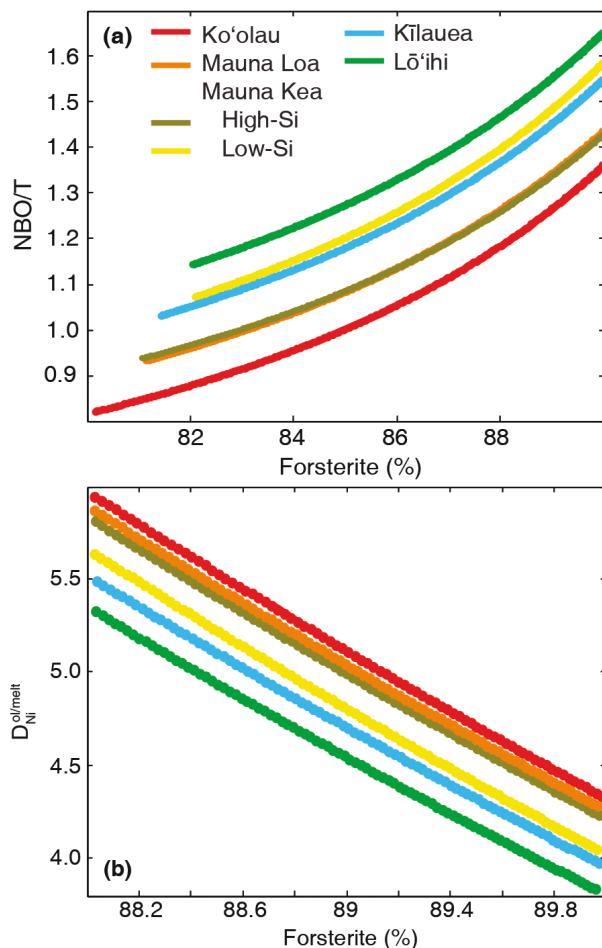 (a)
Ko‘olau
Mauna Loa
Mauna Kea
High-Si
Low-Si
Kīlauea
Lō‘ihi
NBO/T
1.6
1.5
1.4
1.3
1.2
1.1
1.0
0.9
82
84
86
88
Forsterite (%)
D Ni ol/melt
5.5
5.0
4.5
4.0
(b)
88.2
88.6
89
89.4
89.8
Forsterite (%)